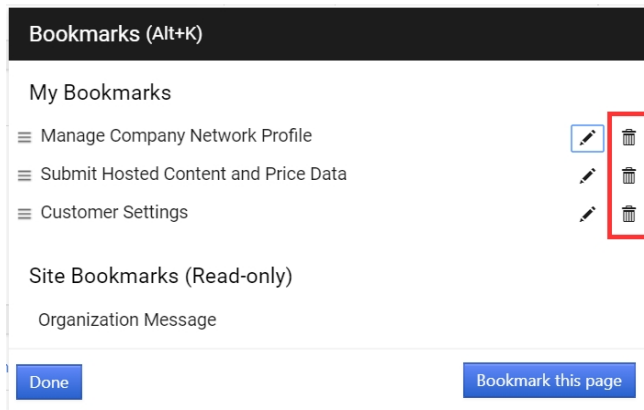 Bookmarks (Alt+K)
My Bookmarks
Manage Company Network Profile
Submit Hosted Content and Price Data
Customer Settings
Site Bookmarks (Read-only)
Organization Message
Done
Bookmark this page